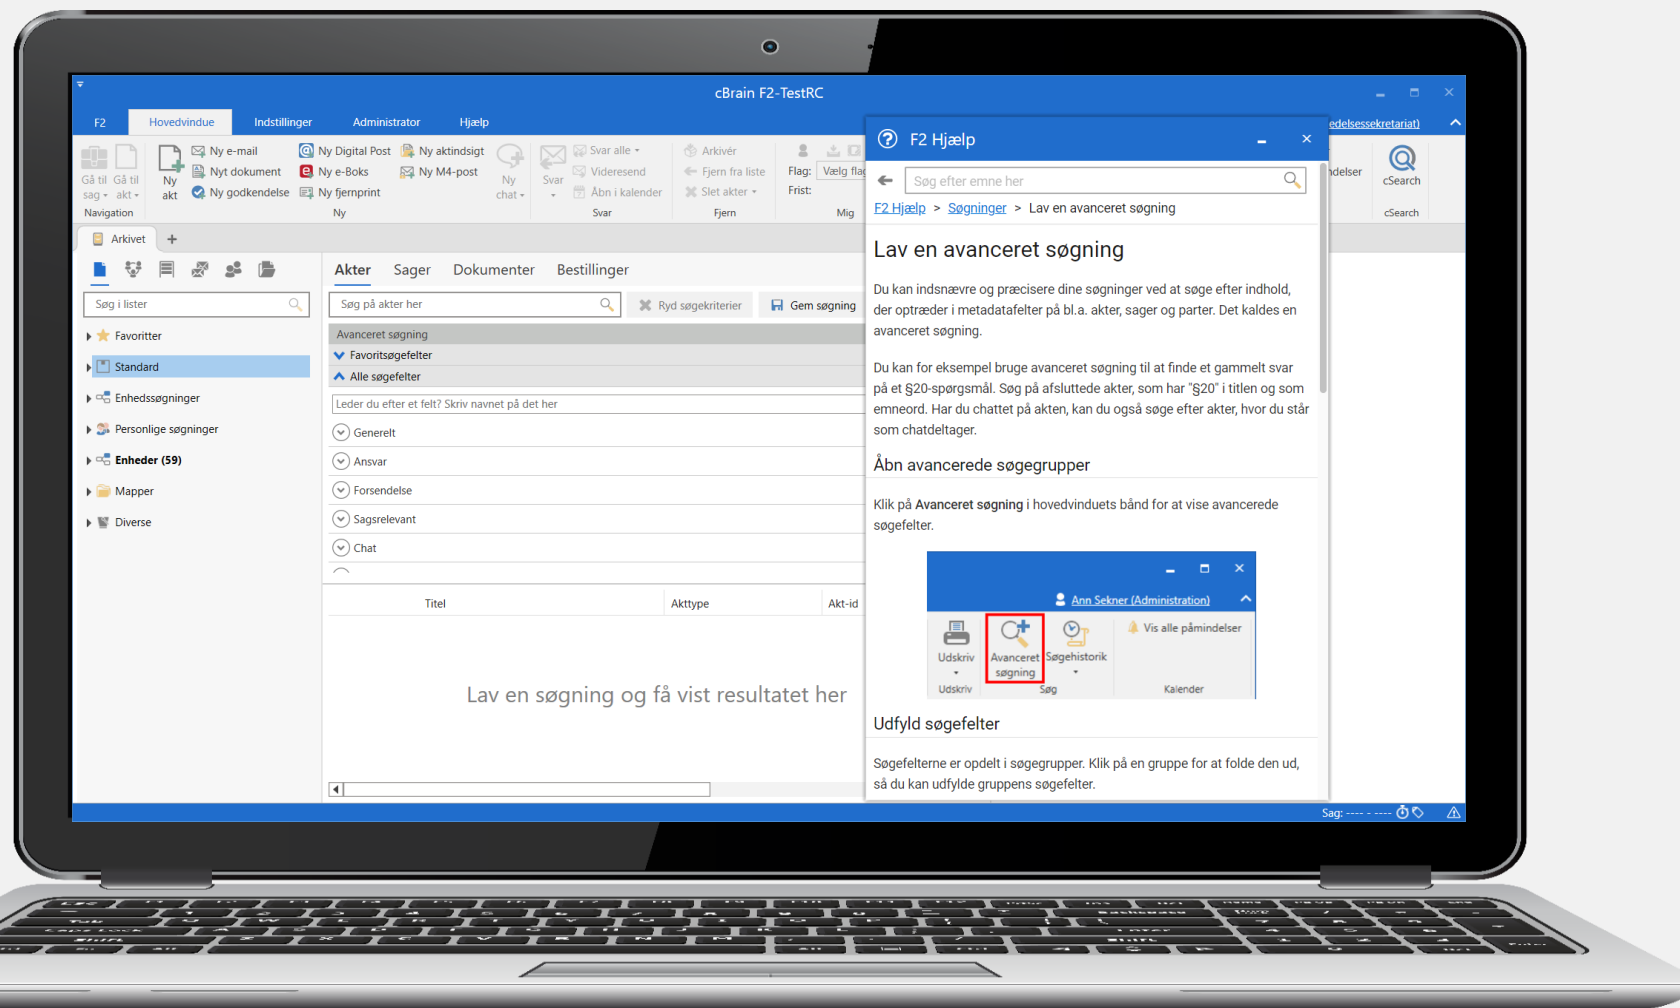 cBrain F2-TestRC
F2 Hovedvindue Indstillinger Administrator Hjælp
edelsessekretariat)
Gå til sag
Gå til akt
Navigation
Ny akt
Ny e-mail
Nyt dokument
Ny godkendelse
Ny Digital Post
Ny e-Boks
Ny fjernprint
Ny aktindsigt
Ny M4-post
Ny chat
Ny
Svar
Svar alle
Videresend
Åbn i kalender
Svar
Arkivér
Fjern fra liste
Slet akter
Fjern
Flag: Vælg flag
Frist:
Mig
ndelser
cSearch
cSearch
Arkivet +
Søg i lister
Favoritter
Standard
Enhedssøgninger
Personlige søgninger
Enheder (59)
Mapper
Diverse
Akter Sager Dokumenter Bestillinger
Søg på akter her
Ryd søgekriterier
Gem søgning
Avanceret søgning
Favoritsøgefelter
Alle søgefelter
Leder du efter et felt? Skriv navnet på det her
Generelt
Ansvar
Forsendelse
Sagsrelevant
Chat
Titel Akttype Akt-id
Lav en søgning og få vist resultatet her
F2 Hjælp
Søg efter emne her
F2 Hjælp > Søgninger > Lav en avanceret søgning
Lav en avanceret søgning
Du kan indsnævre og præcisere dine søgninger ved at søge efter indhold,
der optræder i metadatafelter på bl.a. akter, sager og parter. Det kaldes en
avanceret søgning.
Du kan for eksempel bruge avanceret søgning til at finde et gammelt svar
på et §20-spørgsmål. Søg på afsluttede akter, som har "§20" i titlen og som
emneord. Har du chattet på akten, kan du også søge efter akter, hvor du står
som chatdeltager.
Åbn avancerede søgegrupper
Klik på Avanceret søgning i hovedvinduets bånd for at vise avancerede
søgefelter.
Ann Sekner (Administration)
Udskriv
Avanceret søgning
Søgehistorik
Vis alle påmindelser
Udskriv Søg Kalender
Udfyld søgefelter
Søgefelterne er opdelt i søgegrupper. Klik på en gruppe for at folde den ud,
så du kan udfylde gruppens søgefelter.
Sag: ---- - ----